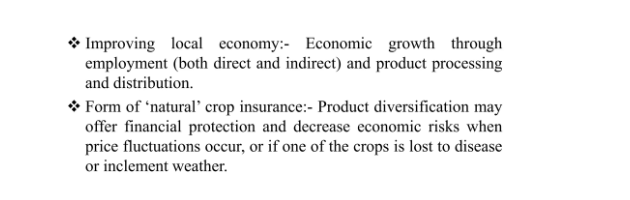 ❖ Improving local economy:- Economic growth through
employment (both direct and indirect) and product processing
and distribution.
❖ Form of ‘natural’ crop insurance:- Product diversification may
offer financial protection and decrease economic risks when
price fluctuations occur, or if one of the crops is lost to disease
or inclement weather.